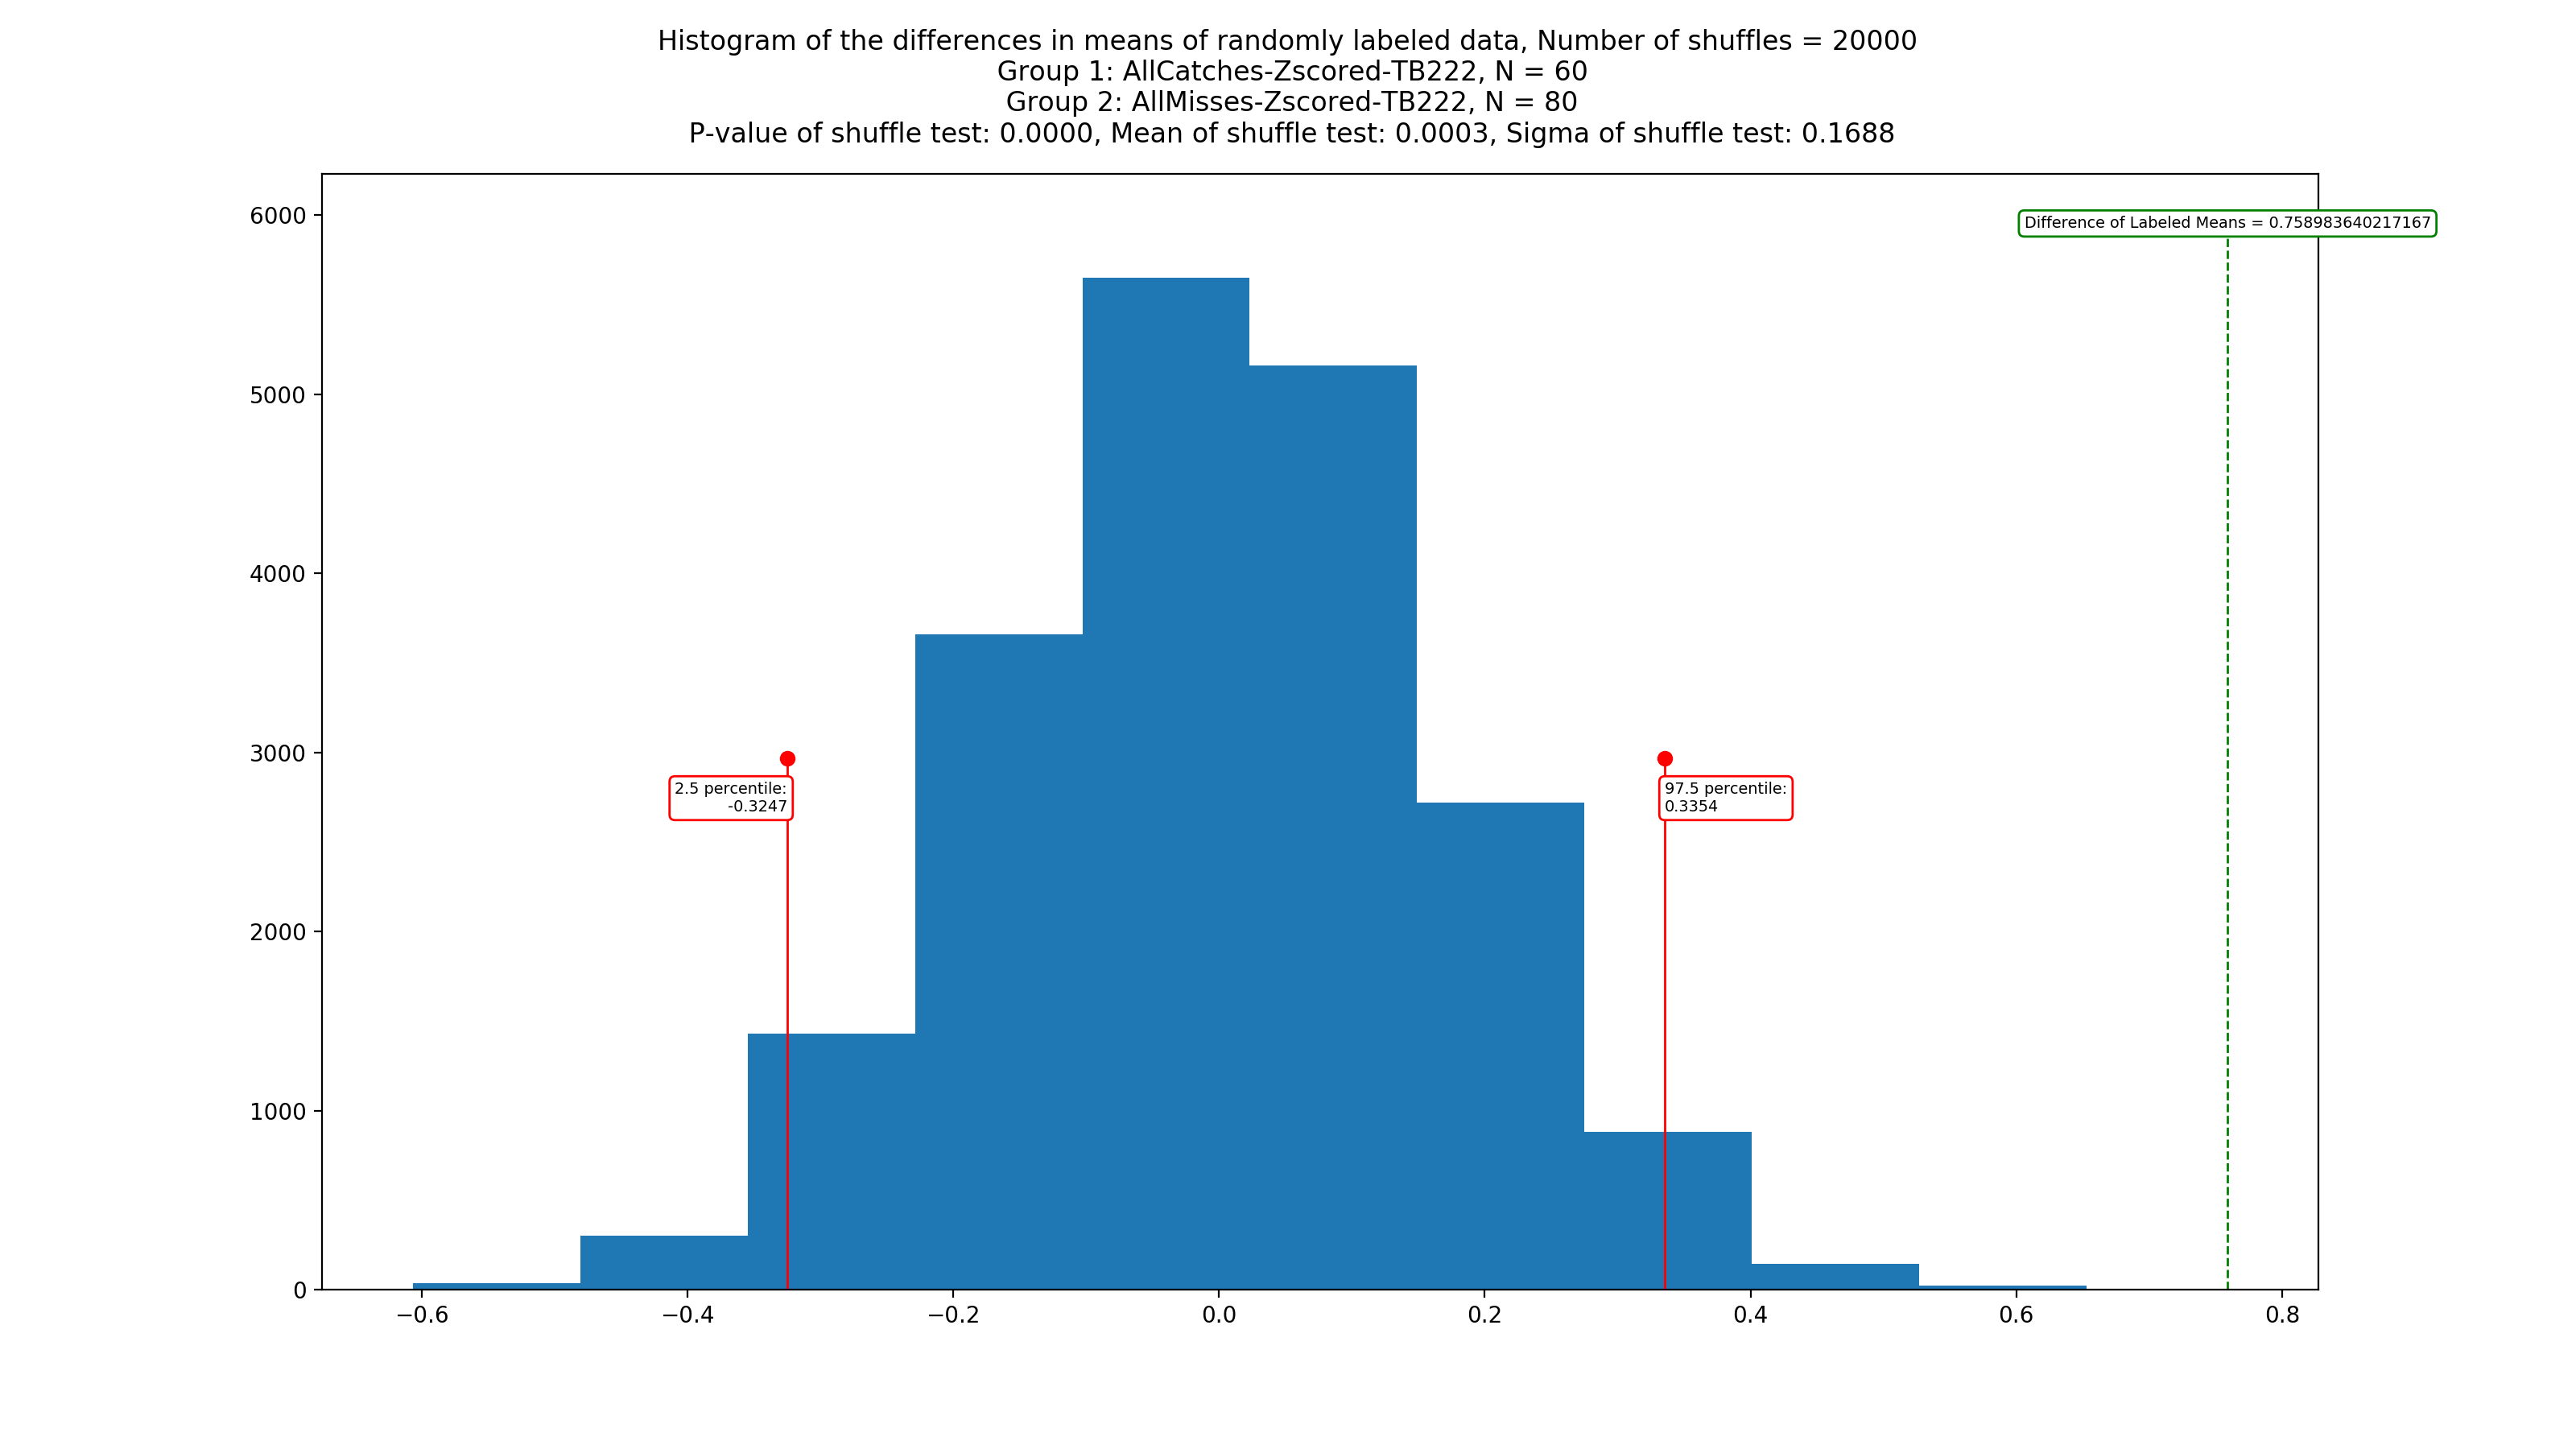 Histogram of the differences in means of randomly labeled data, Number of shuffles = 20000
Group 1: AllCatches-Zscored-TB222, N = 60
Group 2: AllMisses-Zscored-TB222, N = 80
P-value of shuffle test: 0.0000, Mean of shuffle test: 0.0003, Sigma of shuffle test: 0.1688
6000
Difference of Labeled Means = 0.758983640217167
5000
4000
3000
2.5 percentile:
-0.3247
97.5 percentile:
0.3354
2000
1000
0
−0.6
−0.4
−0.2
0.0
0.2
0.4
0.6
0.8